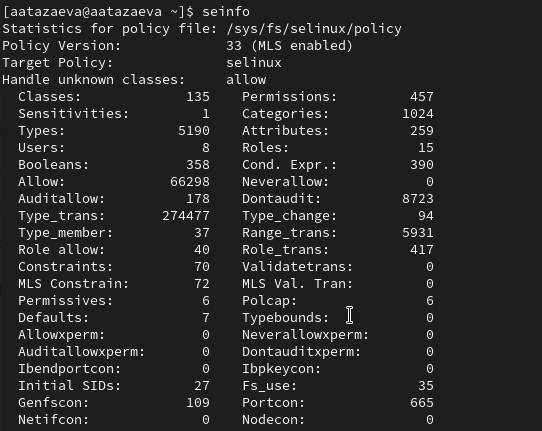 [aatazaeva@aatazaeva ~]$ seinfo
Statistics for policy file: /sys/fs/selinux/policy
Policy Version:             33 (MLS enabled)
Target Policy:              selinux
Handle unknown classes:     allow
  Classes:             135    Permissions:         457
  Sensitivities:         1    Categories:         1024
  Types:              5190    Attributes:          259
  Users:                 8    Roles:                15
  Booleans:            358    Cond. Expr.:         390
  Allow:             66298    Neverallow:            0
  Auditallow:          178    Dontaudit:          8723
  Type_trans:       274477    Type_change:          94
  Type_member:          37    Range_trans:        5931
  Role allow:           40    Role_trans:          417
  Constraints:          70    Validatetrans:         0
  MLS Constrain:        72    MLS Val. Tran:         0
  Permissives:           6    Polcap:                6
  Defaults:              7    Typebounds:            0
  Allowxperm:            0    Neverallowxperm:       0
  Auditallowxperm:       0    Dontauditxperm:        0
  Ibendportcon:          0    Ibpkeycon:             0
  Initial SIDs:         27    Fs_use:               35
  Genfscon:            109    Portcon:             665
  Netifcon:              0    Nodecon:               0